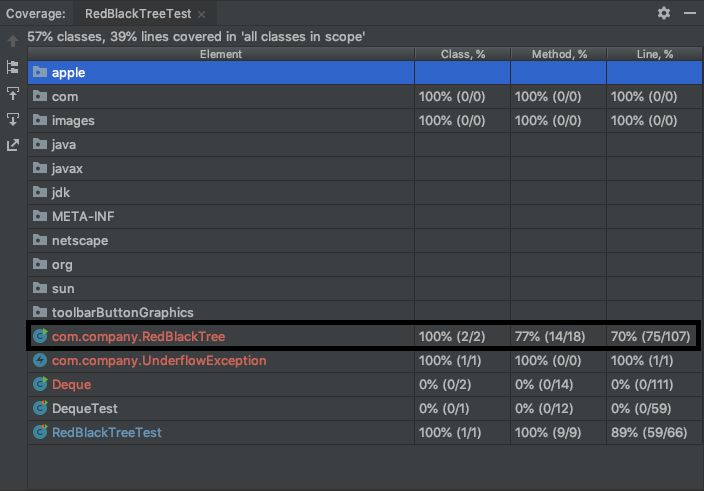 Coverage: RedBlackTreeTest
57% classes, 39% lines covered in 'all classes in scope'
Element Class, % Method, % Line, %
apple
com 100% (0/0) 100% (0/0) 100% (0/0)
images 100% (0/0) 100% (0/0) 100% (0/0)
java
javax
jdk
META-INF
netscape
org
sun
toolbarButtonGraphics
com.company.RedBlackTree 100% (2/2) 77% (14/18) 70% (75/107)
com.company.UnderflowException 100% (1/1) 100% (0/0) 100% (1/1)
Deque 0% (0/2) 0% (0/14) 0% (0/111)
DequeTest 0% (0/1) 0% (0/12) 0% (0/59)
RedBlackTreeTest 100% (1/1) 100% (9/9) 89% (59/66)